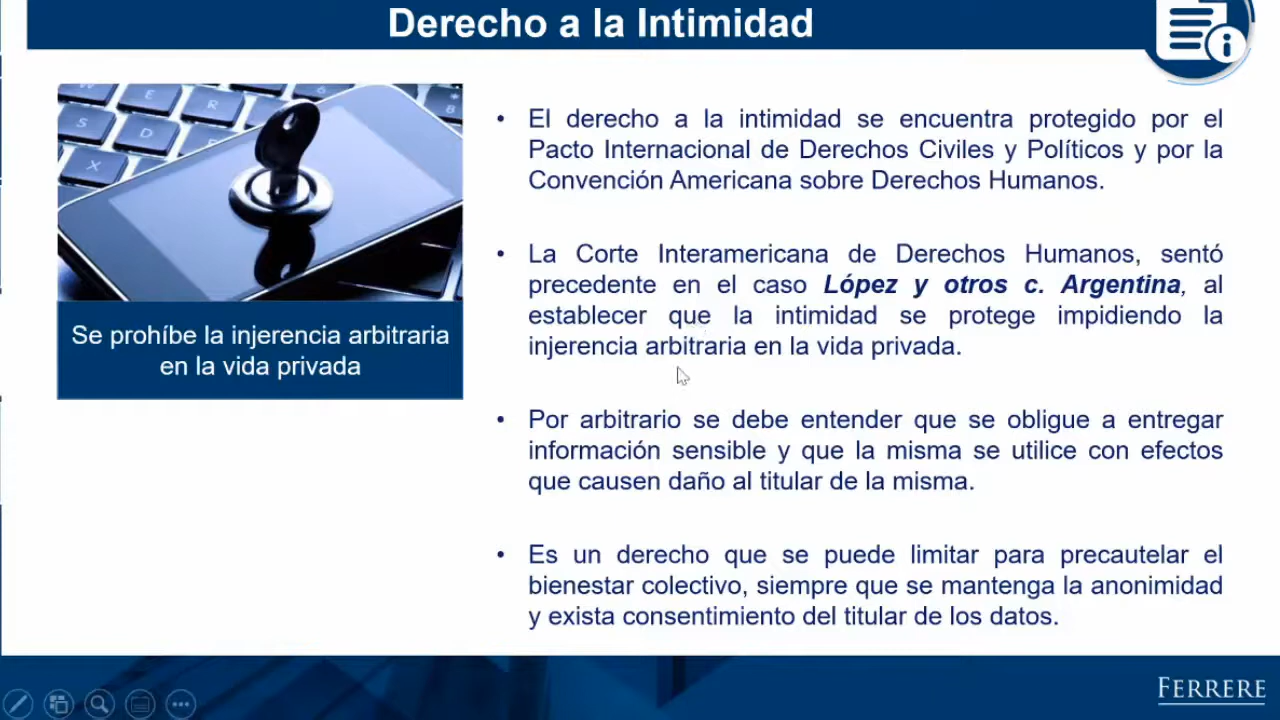 Derecho a la Intimidad
Se prohíbe la injerencia arbitraria
en la vida privada
• El derecho a la intimidad se encuentra protegido por el
Pacto Internacional de Derechos Civiles y Políticos y por la
Convención Americana sobre Derechos Humanos.
• La Corte Interamericana de Derechos Humanos, sentó
precedente en el caso López y otros c. Argentina, al
establecer que la intimidad se protege impidiendo la
injerencia arbitraria en la vida privada.
• Por arbitrario se debe entender que se obligue a entregar
información sensible y que la misma se utilice con efectos
que causen daño al titular de la misma.
• Es un derecho que se puede limitar para precautelar el
bienestar colectivo, siempre que se mantenga la anonimidad
y exista consentimiento del titular de los datos.
FERRERE